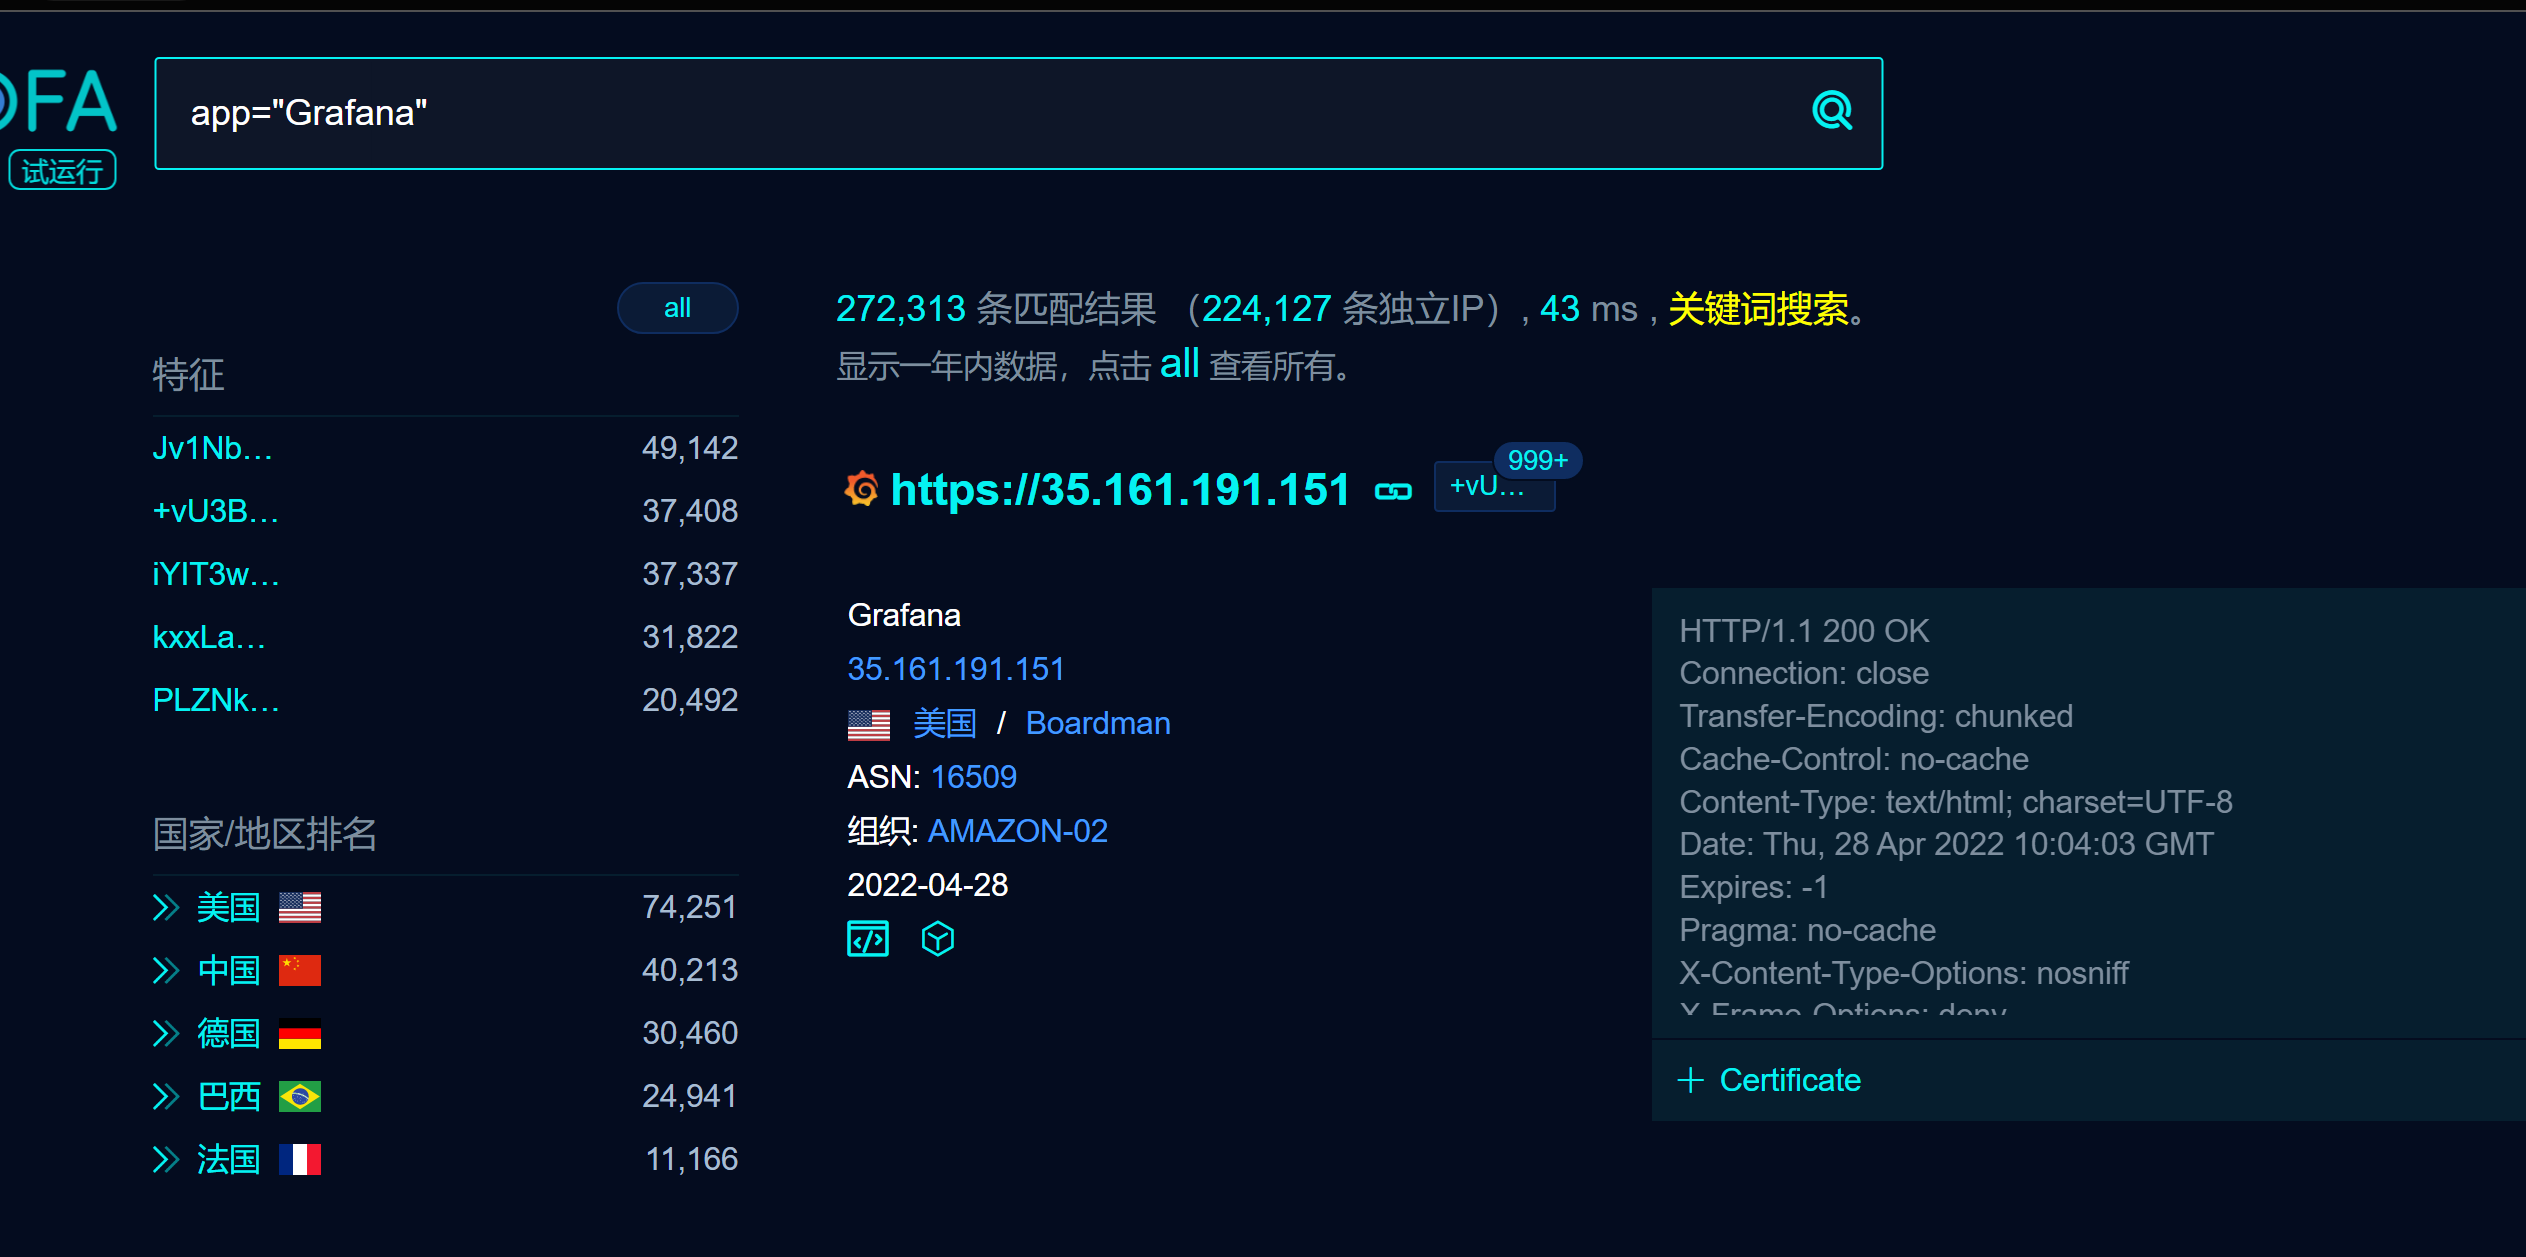 FA
试运行
app="Grafana"
all
特征
Jv1Nb... 49,142
+vU3B... 37,408
iYIT3w... 37,337
kxxLa... 31,822
PLZNk... 20,492
国家/地区排名
美国 74,251
中国 40,213
德国 30,460
巴西 24,941
法国 11,166
272,313 条匹配结果 （224,127 条独立IP）, 43 ms , 关键词搜索。
显示一年内数据，点击 all 查看所有。
https://35.161.191.151 +vU... 999+
Grafana
35.161.191.151
美国 / Boardman
ASN: 16509
组织: AMAZON-02
2022-04-28
HTTP/1.1 200 OK
Connection: close
Transfer-Encoding: chunked
Cache-Control: no-cache
Content-Type: text/html; charset=UTF-8
Date: Thu, 28 Apr 2022 10:04:03 GMT
Expires: -1
Pragma: no-cache
X-Content-Type-Options: nosniff
X-Frame-Options: deny
Certificate